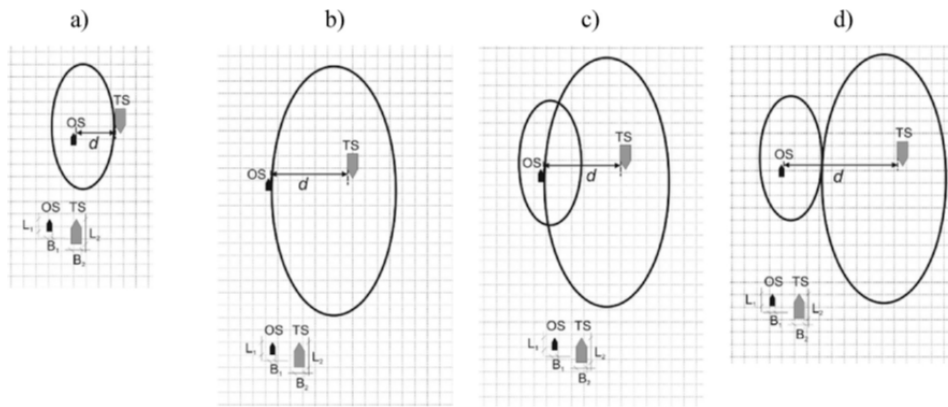 a)
b)
c)
d)
TS
OS
d
OS TS
L₁
L₂
B₁
B₂
TS
OS
d
OS TS
L₁
L₂
B₁
B₂
TS
OS
d
OS TS
L₁
L₂
B₁
B₃
TS
OS
d
OS TS
L₁
L₂
B₁
B₂